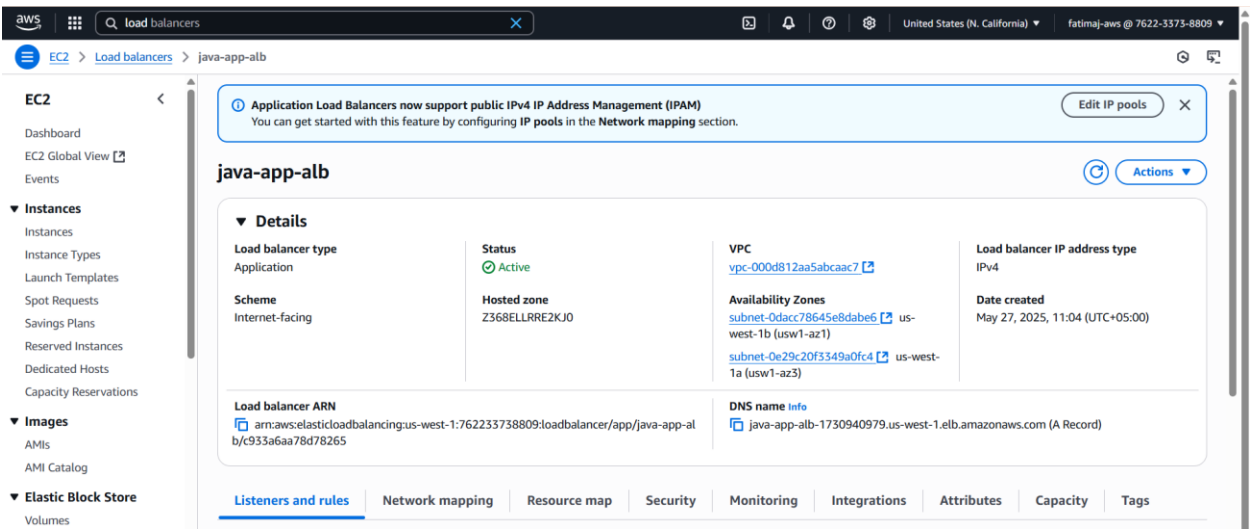 aws
load balancers
United States (N. California)
fatimaj-aws @ 7622-3373-8809
EC2 > Load balancers > java-app-alb
EC2
Dashboard
EC2 Global View
Events
Instances
Instances
Instance Types
Launch Templates
Spot Requests
Savings Plans
Reserved Instances
Dedicated Hosts
Capacity Reservations
Images
AMIs
AMI Catalog
Elastic Block Store
Volumes
Application Load Balancers now support public IPv4 IP Address Management (IPAM)
You can get started with this feature by configuring IP pools in the Network mapping section.
Edit IP pools
java-app-alb
Actions
Details
Load balancer type
Application
Status
Active
VPC
vpc-000d812aa5abcaac7
Load balancer IP address type
IPv4
Scheme
Internet-facing
Hosted zone
Z368ELLRRE2KJ0
Availability Zones
subnet-0dacc78645e8dabe6 us-
west-1b (usw1-az1)
subnet-0e29c20f3349a0fc4 us-west-
1a (usw1-az3)
Date created
May 27, 2025, 11:04 (UTC+05:00)
Load balancer ARN
arn:aws:elasticloadbalancing:us-west-1:762233738809:loadbalancer/app/java-app-al
b/c933a6aa78d78265
DNS name Info
java-app-alb-1730940979.us-west-1.elb.amazonaws.com (A Record)
Listeners and rules
Network mapping
Resource map
Security
Monitoring
Integrations
Attributes
Capacity
Tags